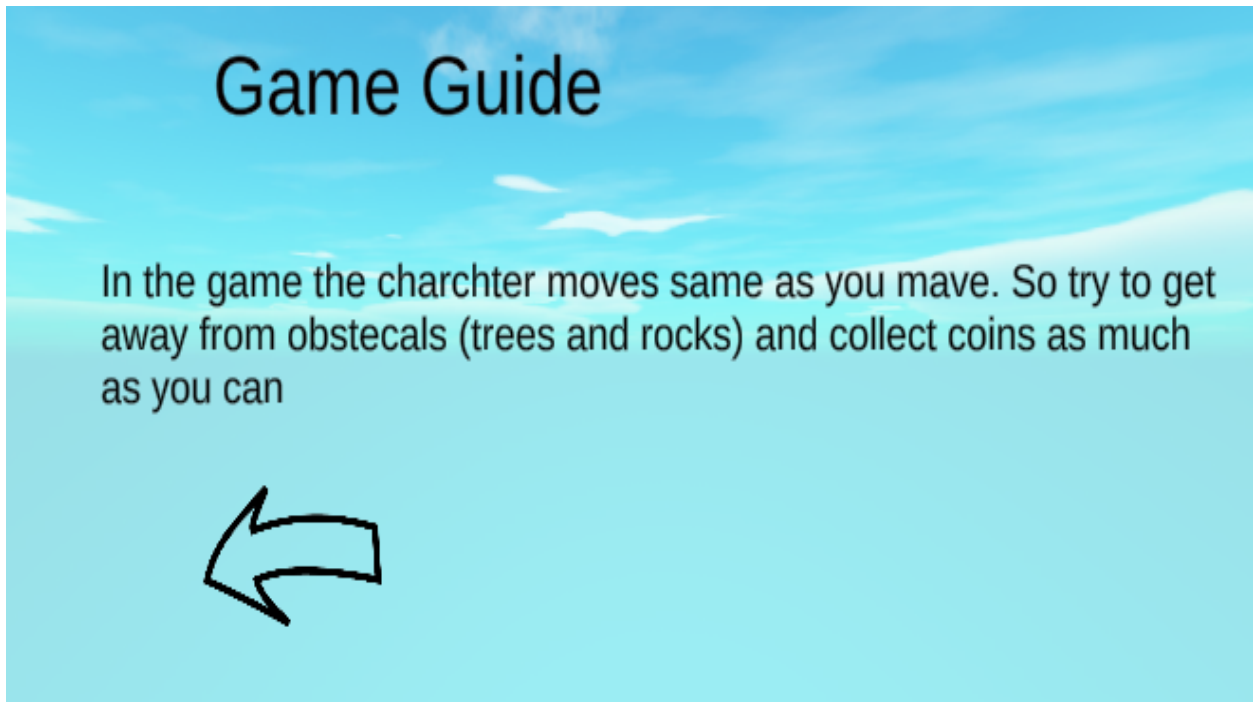 Game Guide
In the game the charchter moves same as you mave. So try to get
away from obstecals (trees and rocks) and collect coins as much
as you can